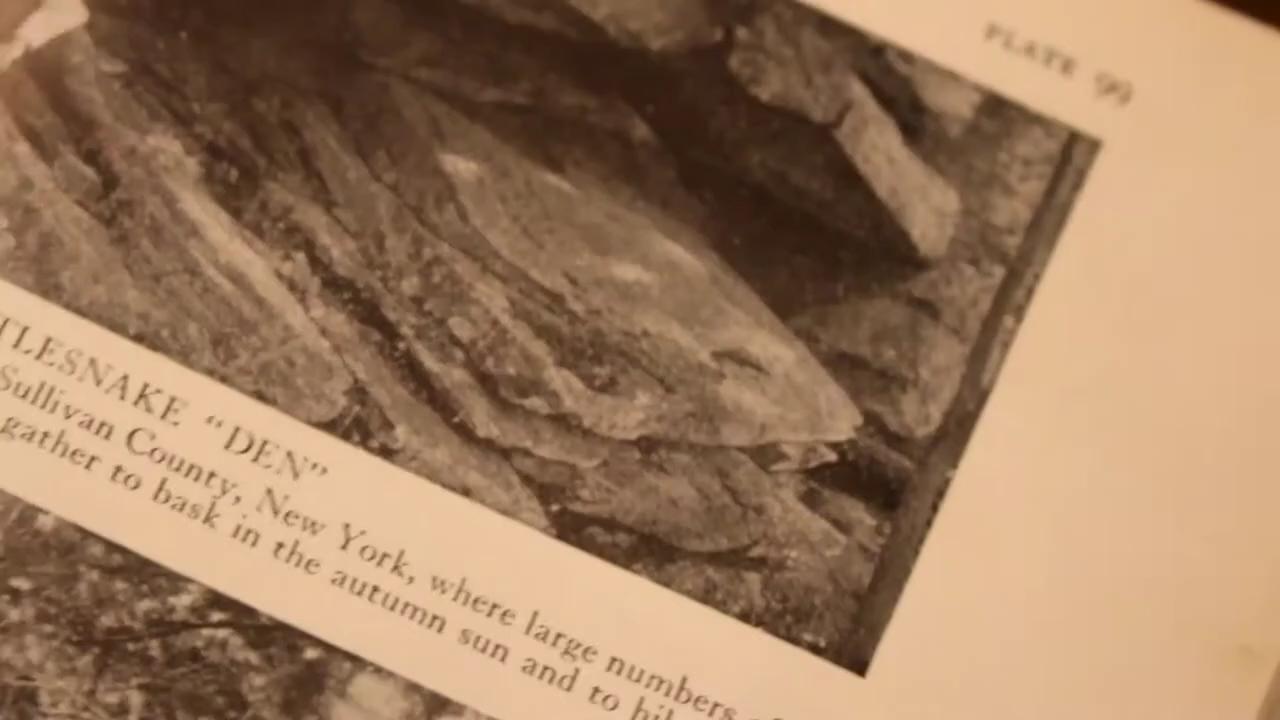 PLATE 99
TLESNAKE “DEN”
Sullivan County, New York, where large numbers
gather to bask in the autumn sun and to